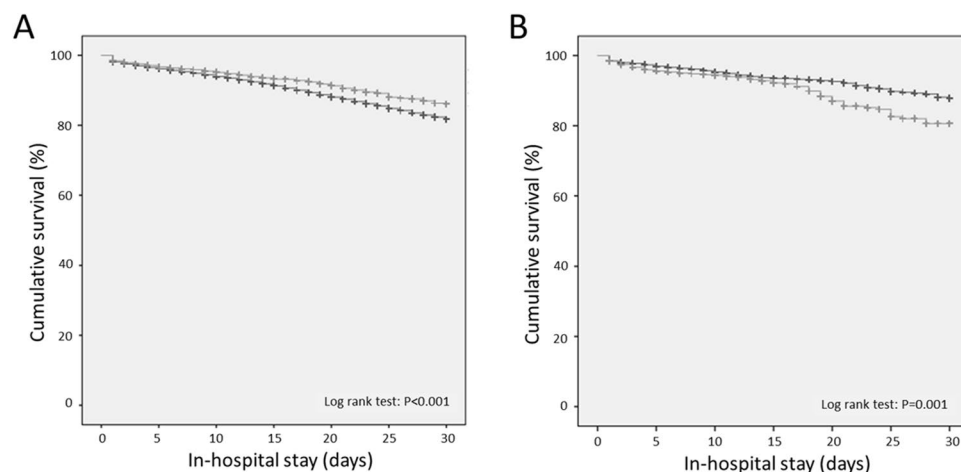 A
Cumulative survival (%)
100
80
60
40
20
0
Log rank test: P<0.001
0 5 10 15 20 25 30
In-hospital stay (days)
B
Cumulative survival (%)
100
80
60
40
20
0
Log rank test: P=0.001
0 5 10 15 20 25 30
In-hospital stay (days)